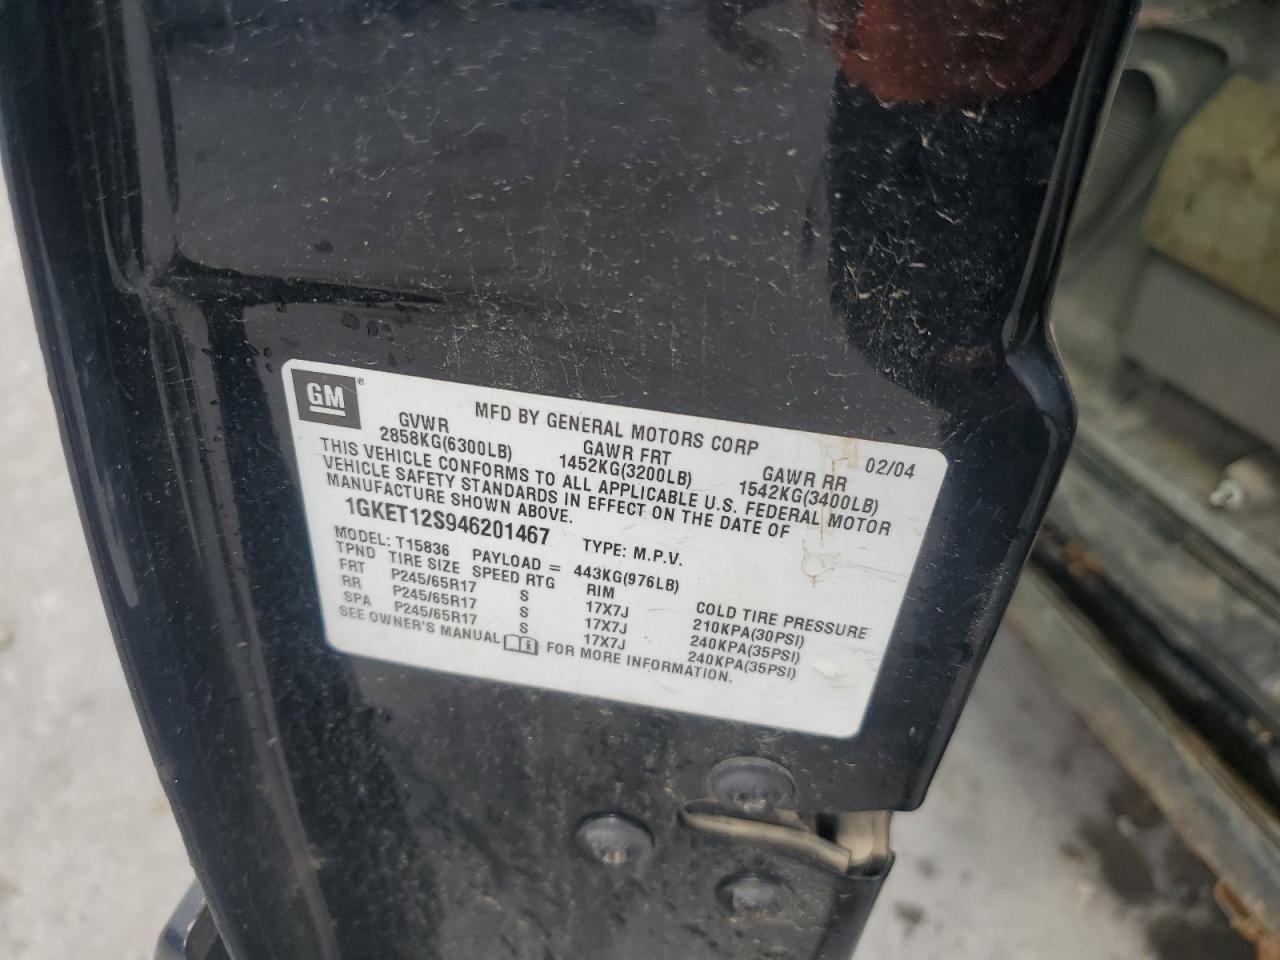 GM®
MFD BY GENERAL MOTORS CORP 02/04
GVWR GAWR FRT GAWR RR
2858KG(6300LB) 1452KG(3200LB) 1542KG(3400LB)
THIS VEHICLE CONFORMS TO ALL APPLICABLE U.S. FEDERAL MOTOR
VEHICLE SAFETY STANDARDS IN EFFECT ON THE DATE OF
MANUFACTURE SHOWN ABOVE.
1GKET12S946201467 TYPE: M.P.V.
MODEL: T15836 PAYLOAD = 443KG(976LB)
TPND TIRE SIZE SPEED RTG RIM COLD TIRE PRESSURE
FRT P245/65R17 S 17X7J 210KPA(30PSI)
RR P245/65R17 S 17X7J 240KPA(35PSI)
SPA P245/65R17 S 17X7J 240KPA(35PSI)
SEE OWNER'S MANUAL i FOR MORE INFORMATION.